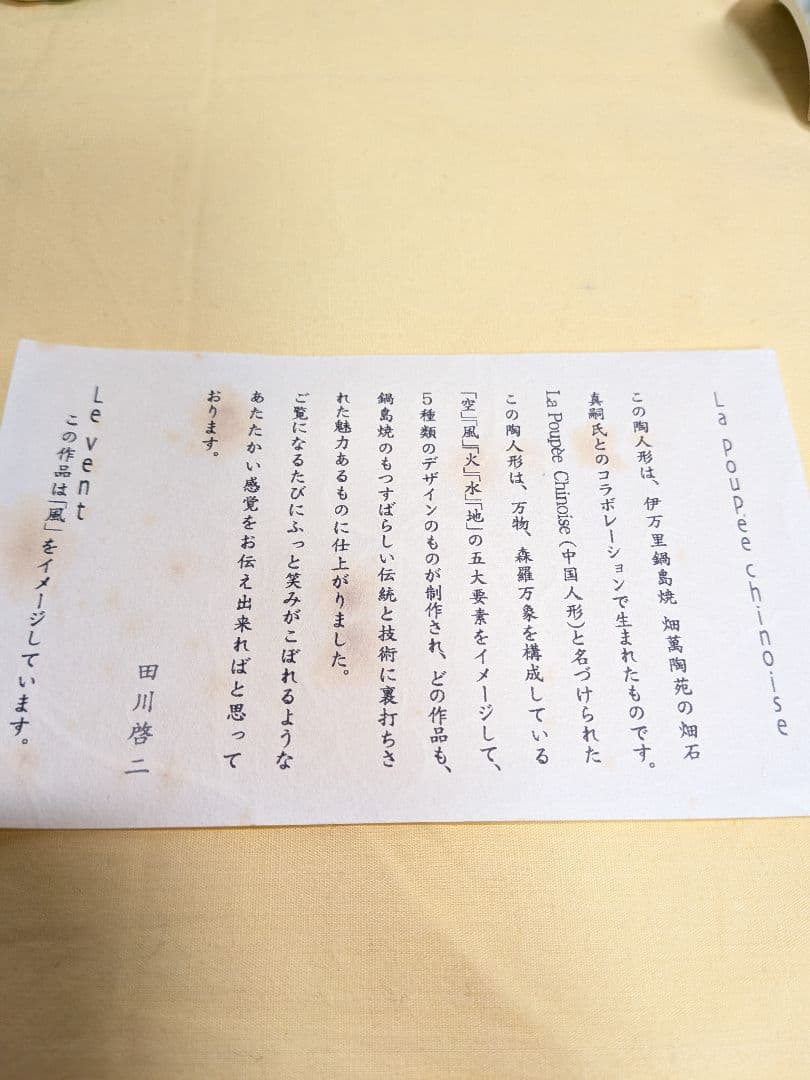 La Poupée chinoise
この陶人形は、伊万里鍋島焼 畑萬陶苑の畑石
真嗣氏とのコラボレーションで生まれたものです。
La Poupée Chinoise（中国人形）と名づけられた
この陶人形は、万物、森羅万象を構成している
「空」「風」「火」「水」「地」の五大要素をイメージして、
5種類のデザインのものが制作され、どの作品も、
鍋島焼のもつすばらしい伝統と技術に裏打ちさ
れた魅力あるものに仕上がりました。
ご覧になるたびにふっと笑みがこぼれるような
あたたかい感覚をお伝え出来ればと思って
おります。
田川啓二
Le vent
この作品は「風」をイメージしています。